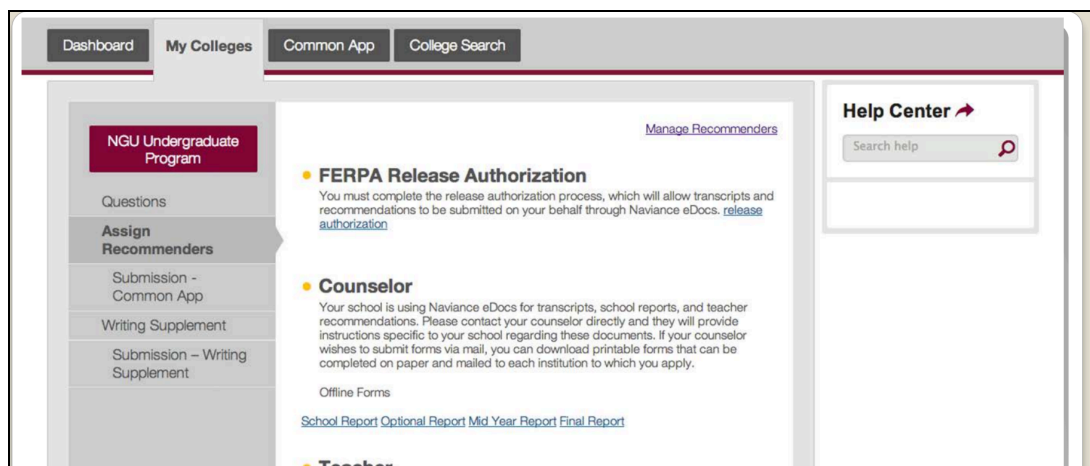 Dashboard
My Colleges
Common App
College Search
NGU Undergraduate
Program
Questions
Assign
Recommenders
Submission -
Common App
Writing Supplement
Submission – Writing
Supplement
Manage Recommenders
FERPA Release Authorization
You must complete the release authorization process, which will allow transcripts and
recommendations to be submitted on your behalf through Naviance eDocs. release
authorization
Counselor
Your school is using Naviance eDocs for transcripts, school reports, and teacher
recommendations. Please contact your counselor directly and they will provide
instructions specific to your school regarding these documents. If your counselor
wishes to submit forms via mail, you can download printable forms that can be
completed on paper and mailed to each institution to which you apply.
Offline Forms
School Report Optional Report Mid Year Report Final Report
Teacher
Help Center
Search help